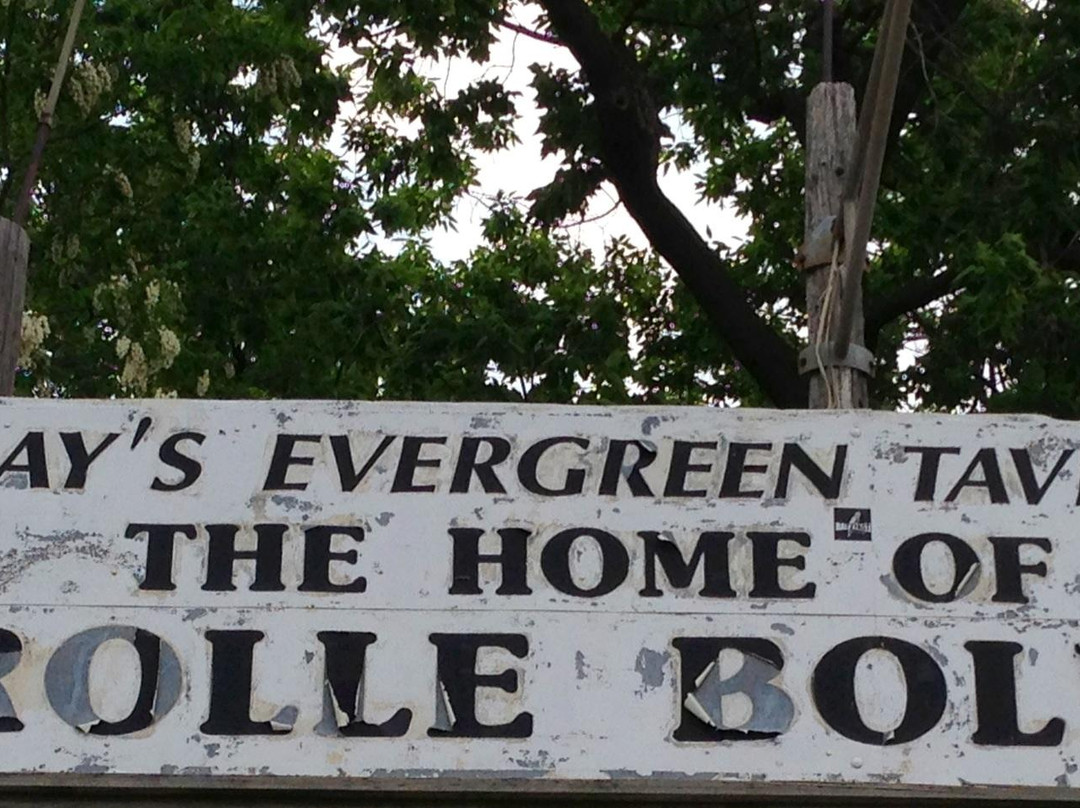 AY'S EVERGREEN TAV
THE HOME OF
ROLLE BOL